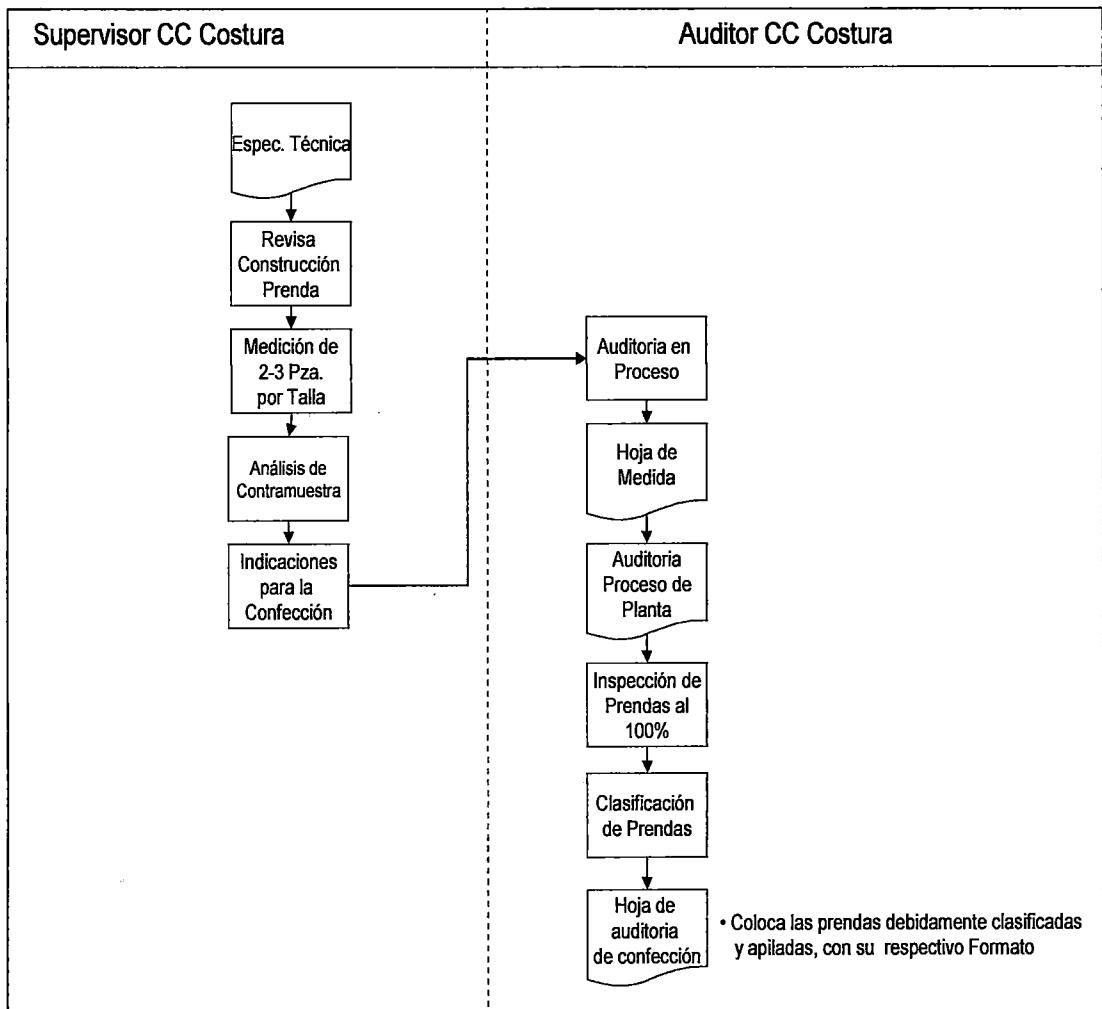 Supervisor CC Costura
Auditor CC Costura
Espec. Técnica
Revisa
Construcción
Prenda
Medición de
2-3 Pza.
por Talla
Análisis de
Contramuestra
Indicaciones
para la
Confección
Auditoria en
Proceso
Hoja de
Medida
Auditoria
Proceso de
Planta
Inspección de
Prendas al
100%
Clasificación
de Prendas
Hoja de
auditoria
de confección
• Coloca las prendas debidamente clasificadas
y apiladas, con su respectivo Formato